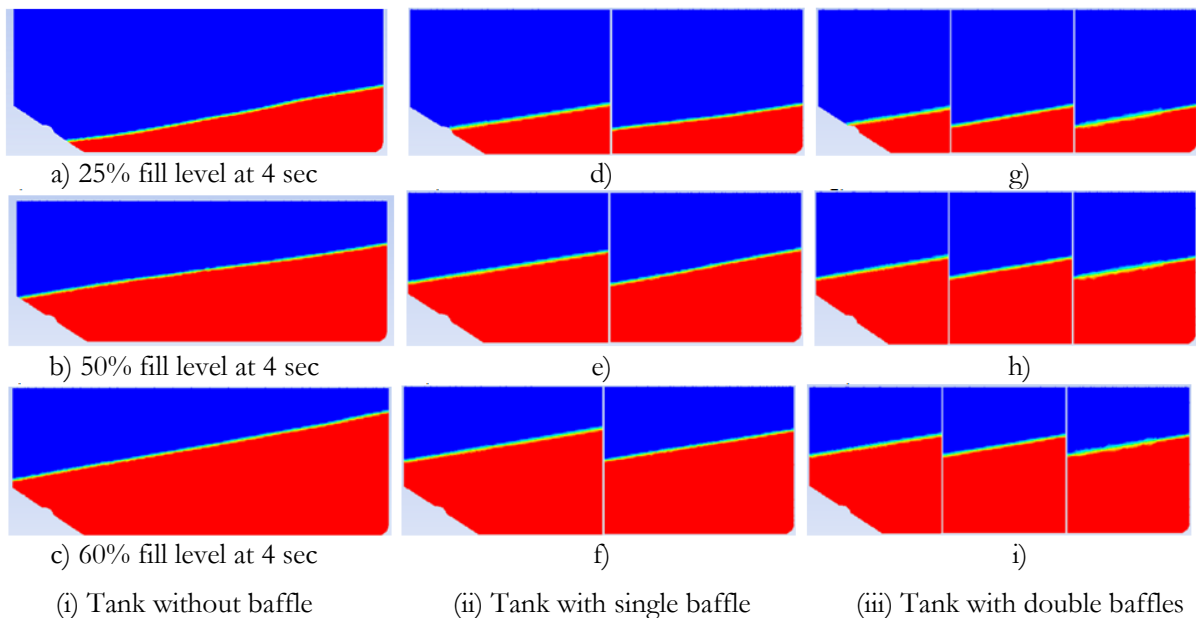 a) 25% fill level at 4 sec
d)
g)
b) 50% fill level at 4 sec
e)
h)
c) 60% fill level at 4 sec
f)
i)
(i) Tank without baffle
(ii) Tank with single baffle
(iii) Tank with double baffles